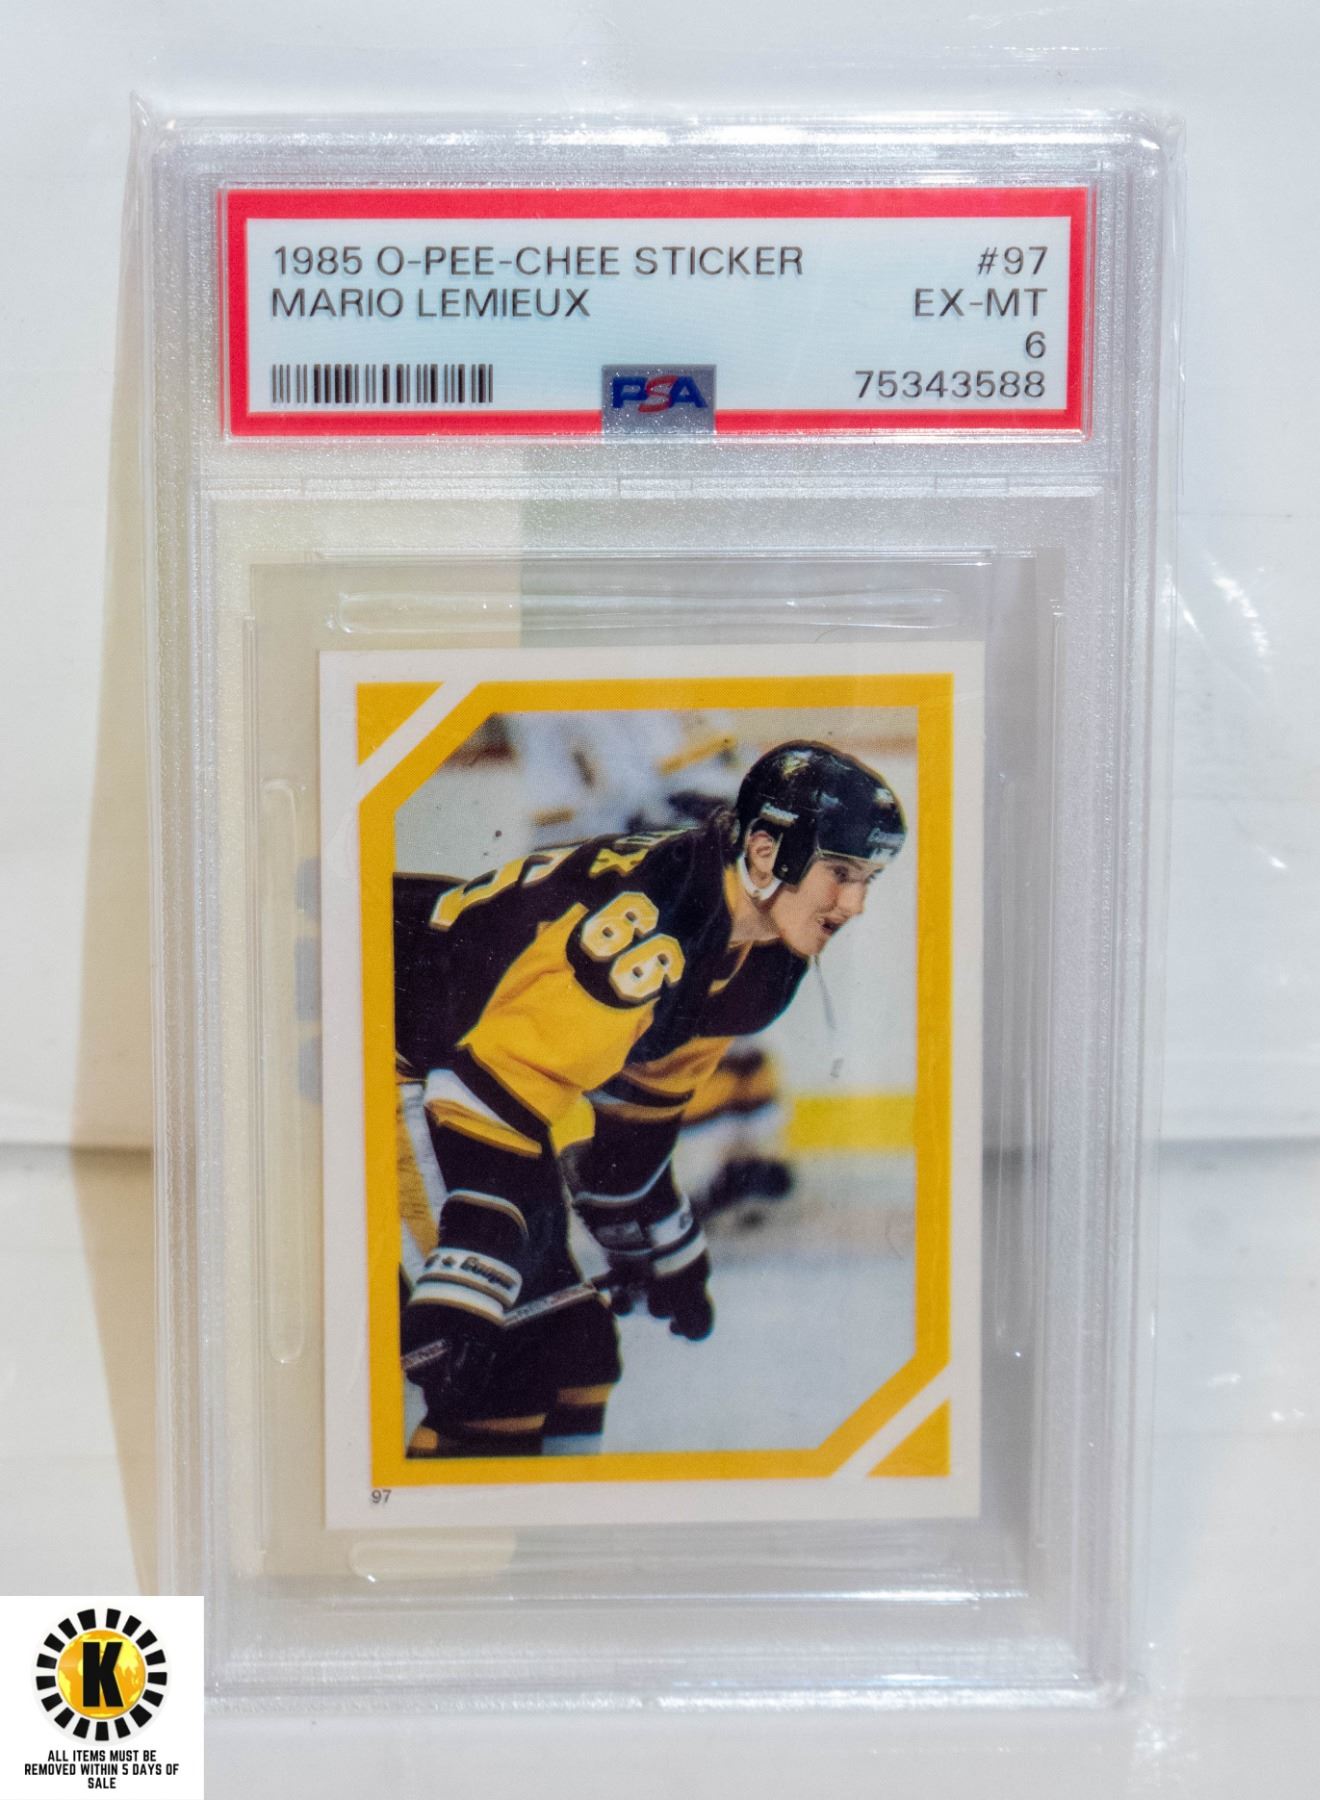 1985 O-PEE-CHEE STICKER #97
MARIO LEMIEUX EX-MT
6
PSA 75343588
66
97
K
ALL ITEMS MUST BE
REMOVED WITHIN 5 DAYS OF
SALE